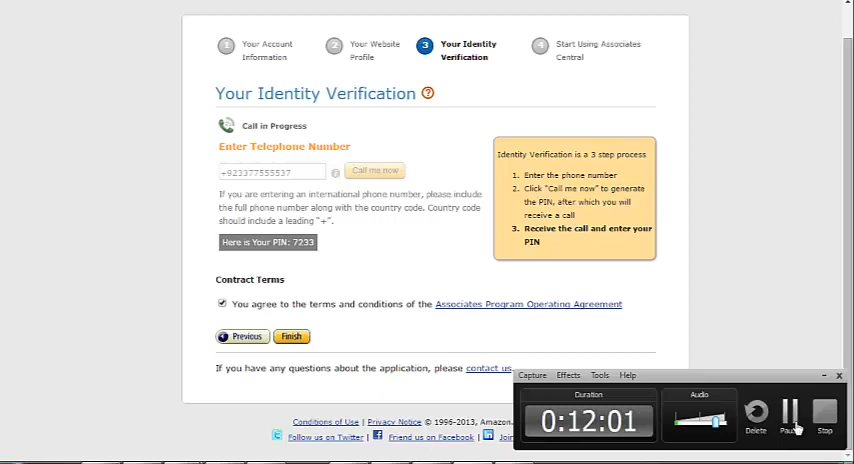 1 Your Account Information
2 Your Website Profile
3 Your Identity Verification
4 Start Using Associates Central
Your Identity Verification ?
Call in Progress
Enter Telephone Number
+923377555537 Call me now
If you are entering an international phone number, please include
the full phone number along with the country code. Country code
should include a leading "+".
Here is Your PIN: 7233
Identity Verification is a 3 step process
1. Enter the phone number
2. Click "Call me now" to generate
the PIN, after which you will
receive a call
3. Receive the call and enter your
PIN
Contract Terms
You agree to the terms and conditions of the Associates Program Operating Agreement
Previous Finish
If you have any questions about the application, please contact us.
Conditions of Use | Privacy Notice © 1996-2013, Amazon.
Follow us on Twitter | Friend us on Facebook |
Capture Effects Tools Help
Duration
0:12:01
Audio
Delete
Stop